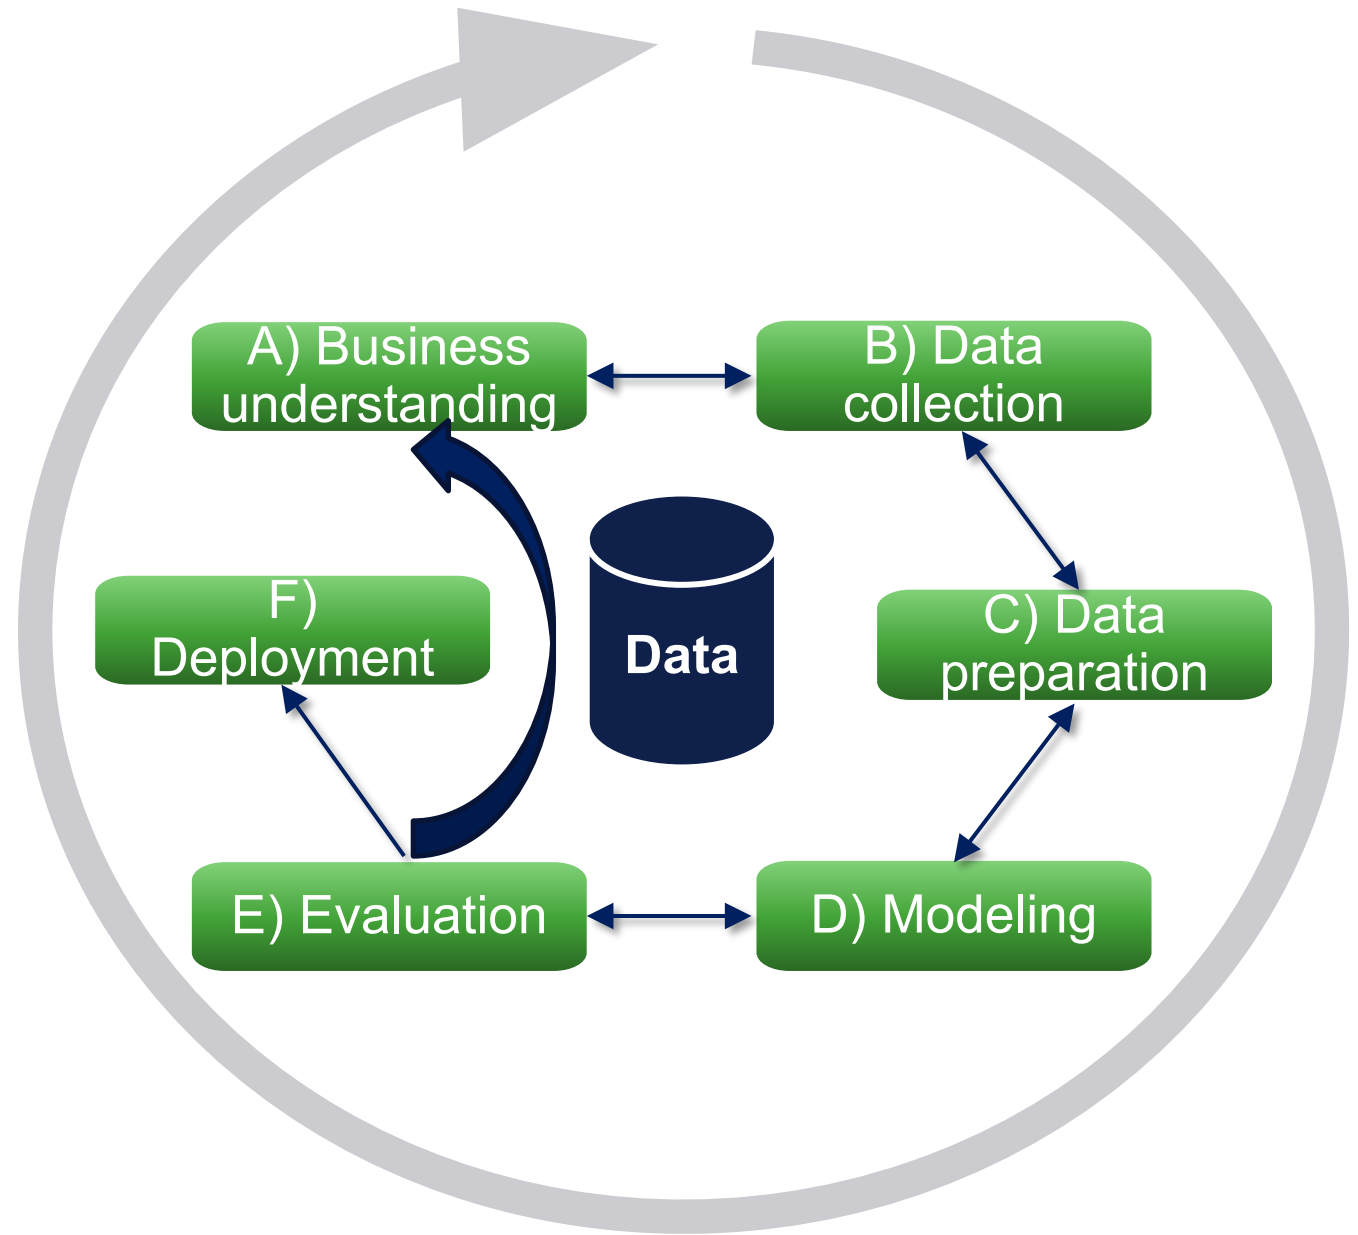 A) Business
understanding
B) Data
collection
C) Data
preparation
D) Modeling
E) Evaluation
F)
Deployment
Data